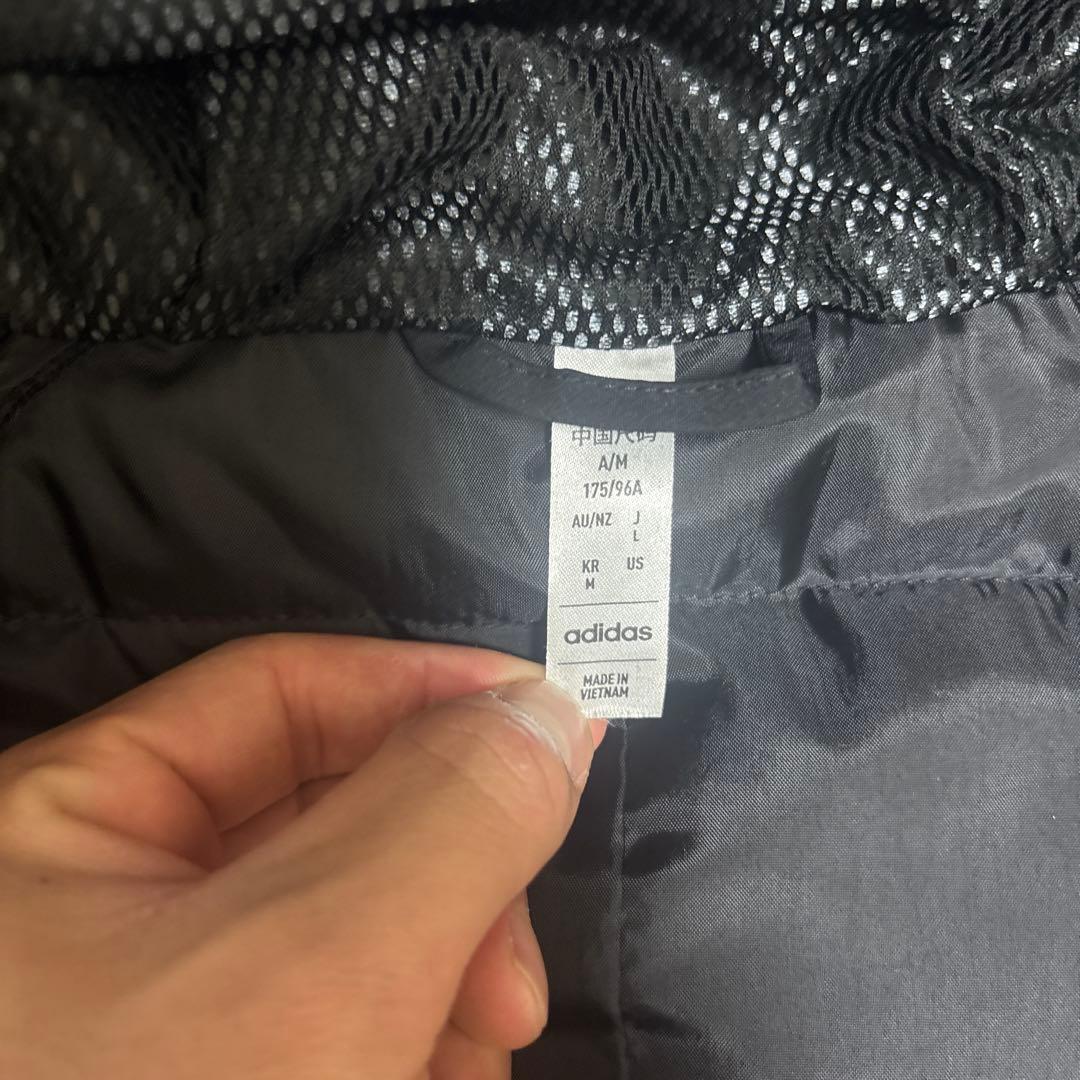 中国尺码
A/M
175/96A
AU/NZ J
L
KR US
M
adidas
MADE IN
VIETNAM